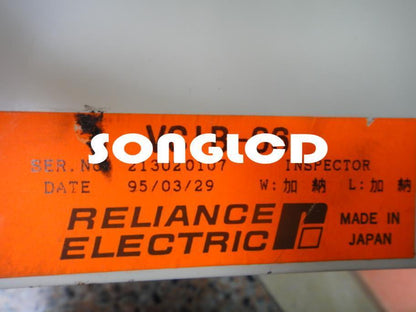 SONGLCD
SER.NO 213020107 INSPECTOR
DATE 95/03/29 W:加納 L:加納
RELIANCE
ELECTRIC
MADE IN
JAPAN